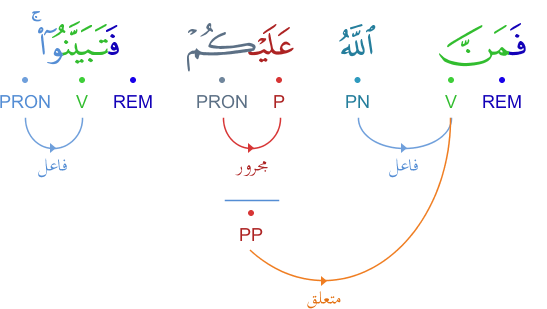 فَمَنَّ ٱللَّهُ عَلَيْكُمْ فَتَبَيَّنُوٓا۟ ۚ
REM V PN P PRON REM V PRON
فاعل مجرور فاعل
PP
متعلق